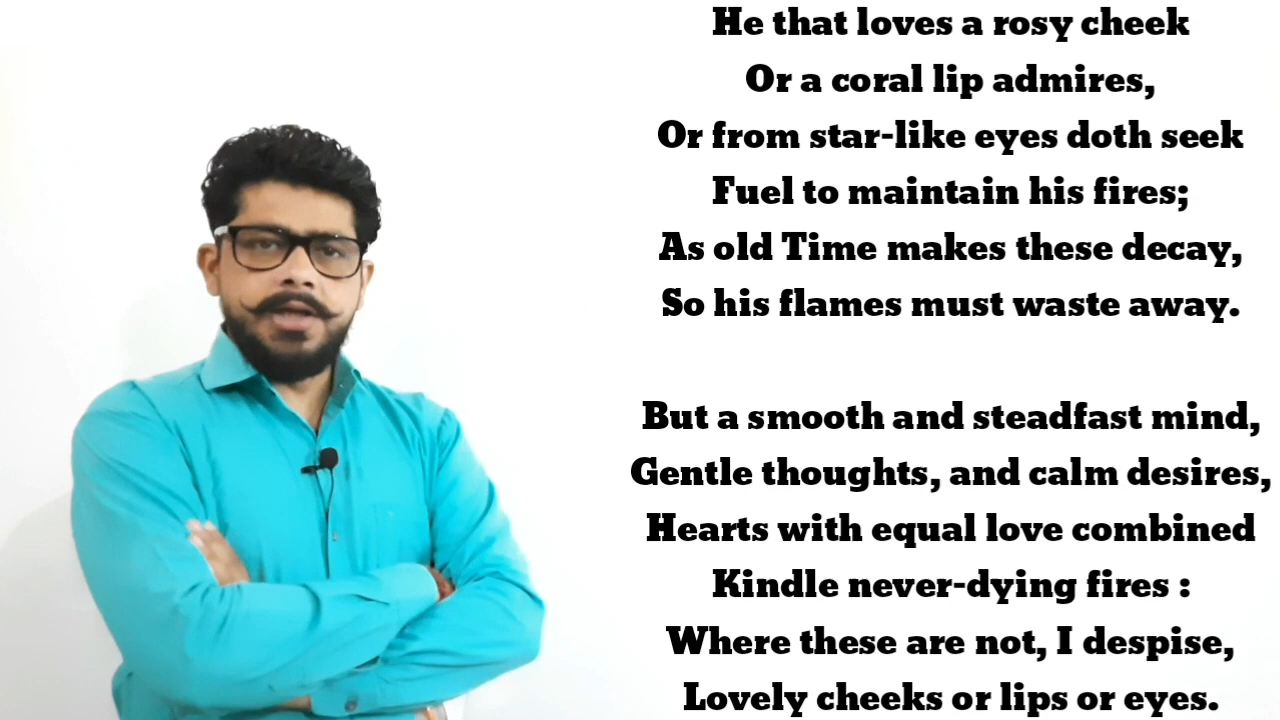 He that loves a rosy cheek
Or a coral lip admires,
Or from star-like eyes doth seek
Fuel to maintain his fires;
As old Time makes these decay,
So his flames must waste away.
But a smooth and steadfast mind,
Gentle thoughts, and calm desires,
Hearts with equal love combined
Kindle never-dying fires :
Where these are not, I despise,
Lovely cheeks or lips or eyes.